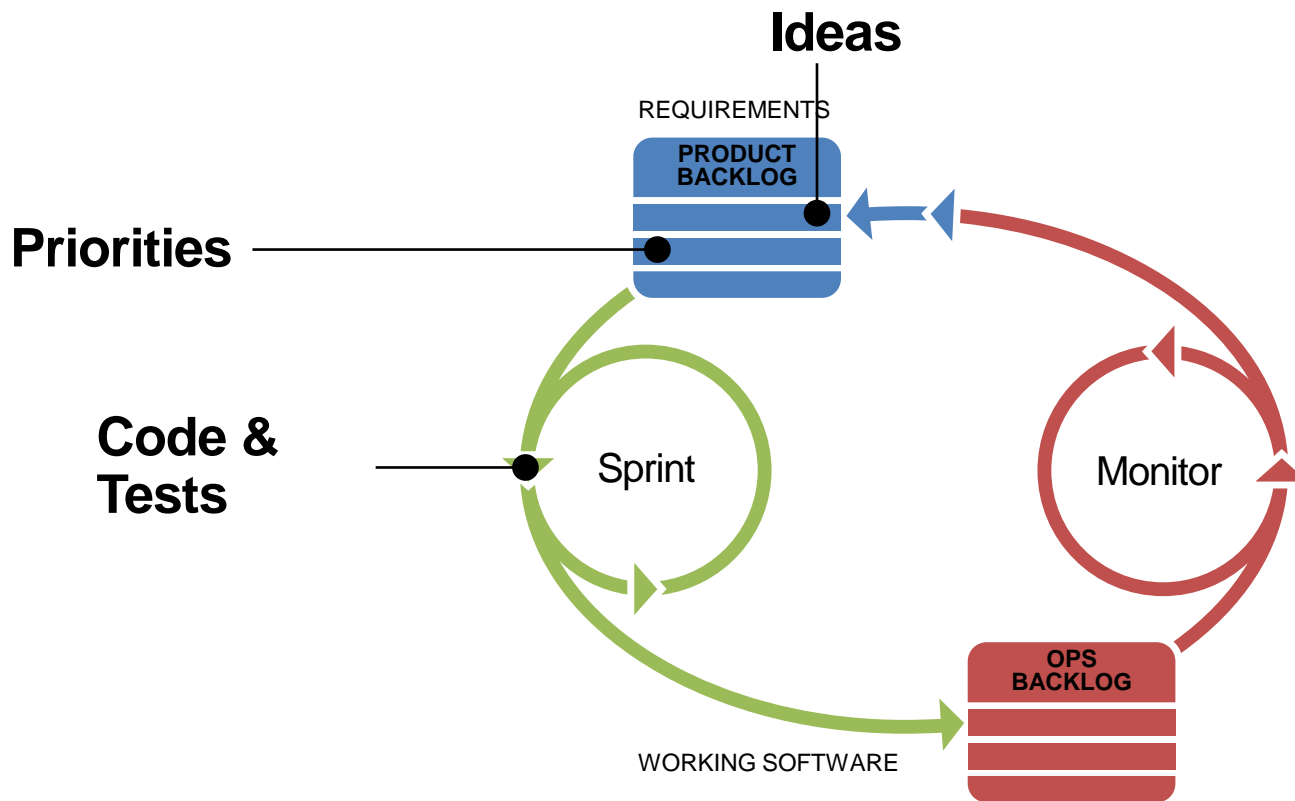 Ideas
REQUIREMENTS
PRODUCT
BACKLOG
Priorities
Code &
Tests
Sprint
Monitor
OPS
BACKLOG
WORKING SOFTWARE